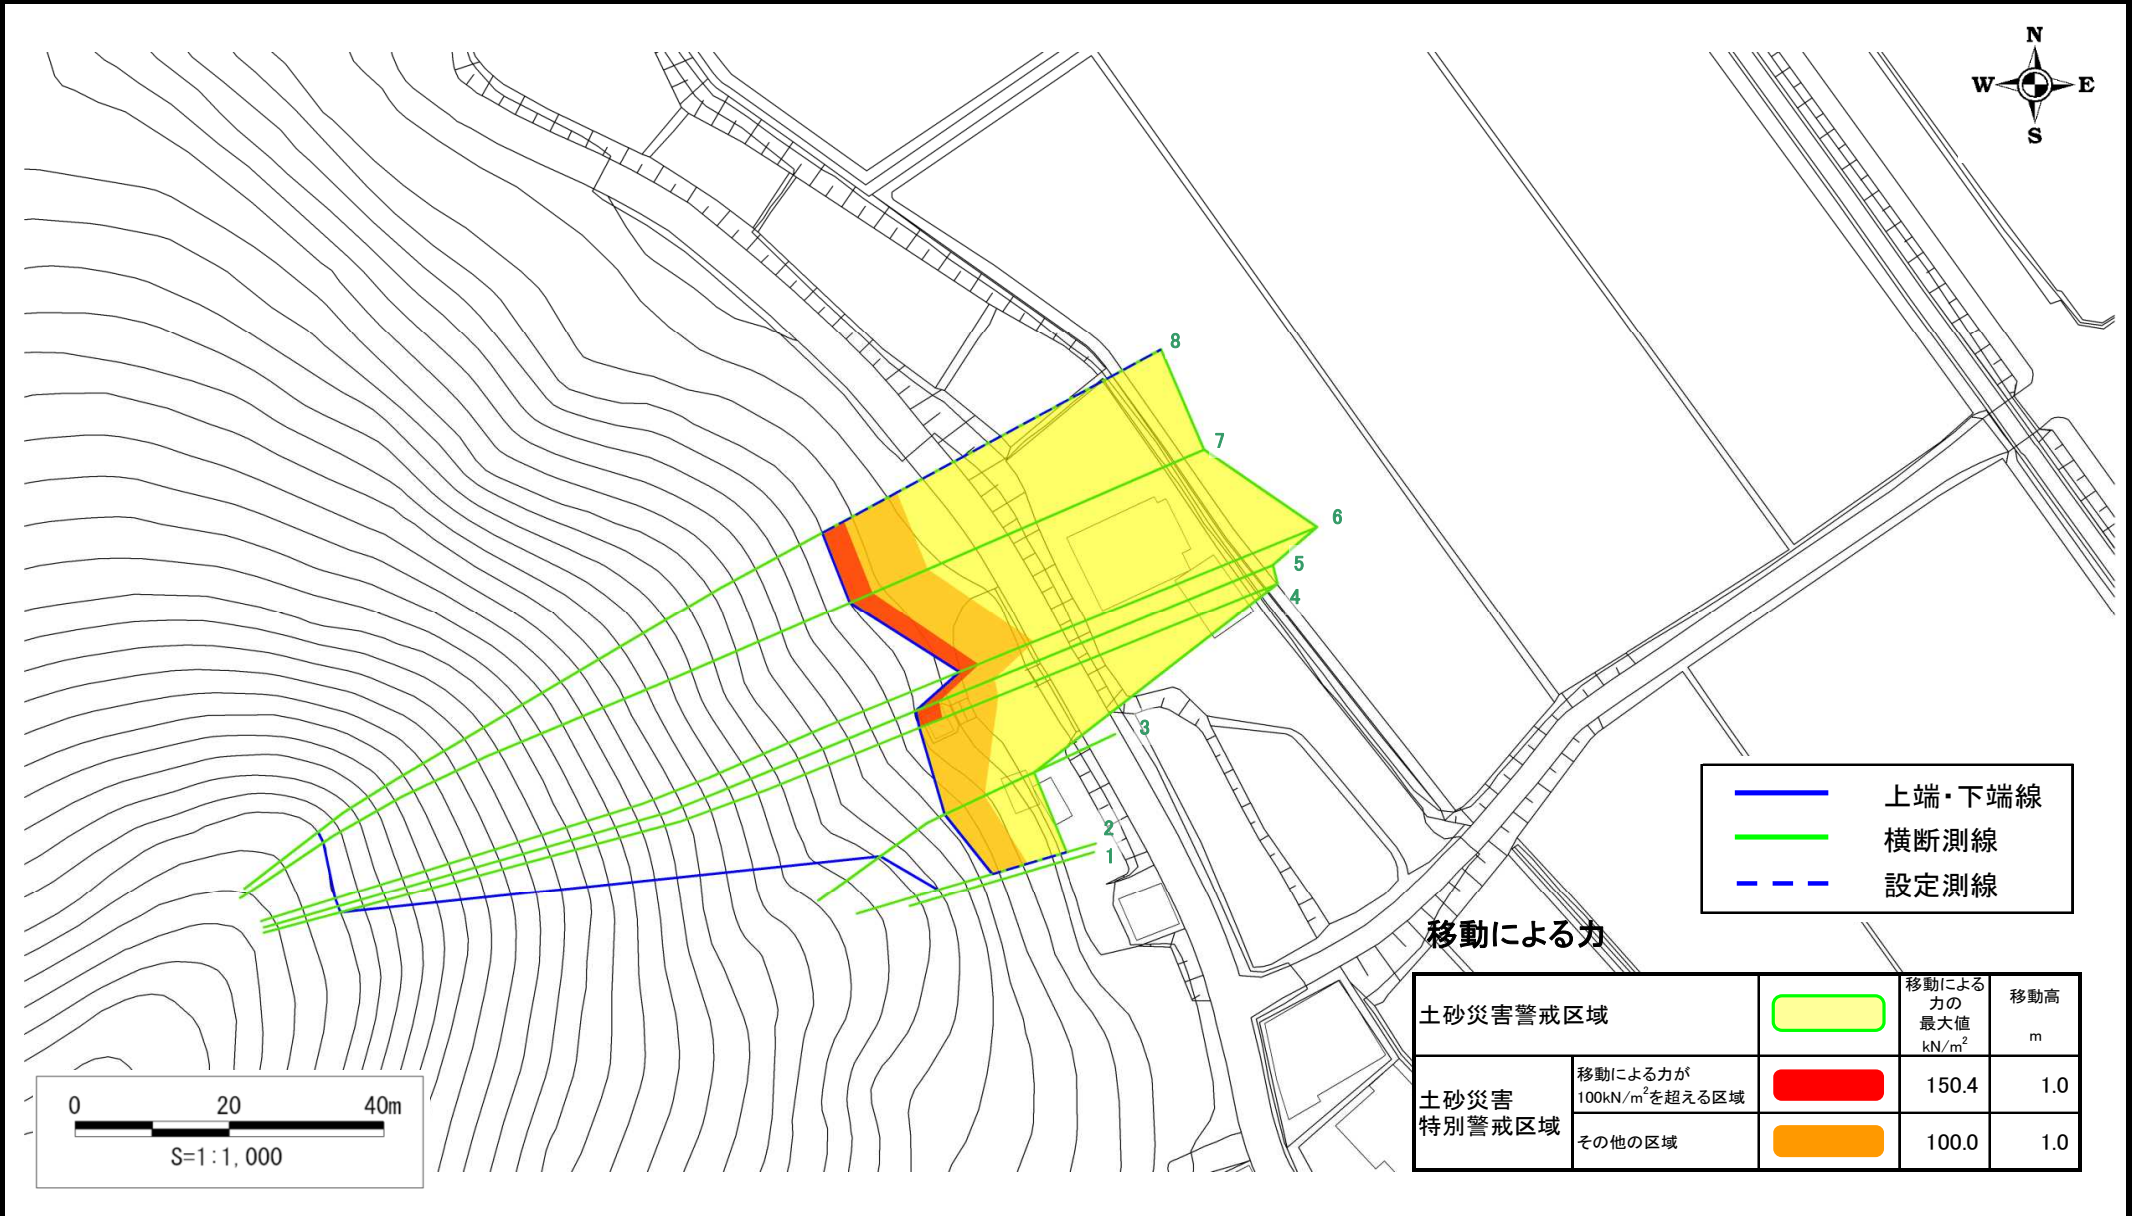 N
W E
S
8
7
6
5
4
3
2
1
上端・下端線
横断測線
設定測線
移動による力
土砂災害警戒区域
移動による
力の
最大値
kN/m²
移動高
m
土砂災害
特別警戒区域
移動による力が
100kN/m²を超える区域
150.4
1.0
その他の区域
100.0
1.0
0 20 40m
S=1:1,000